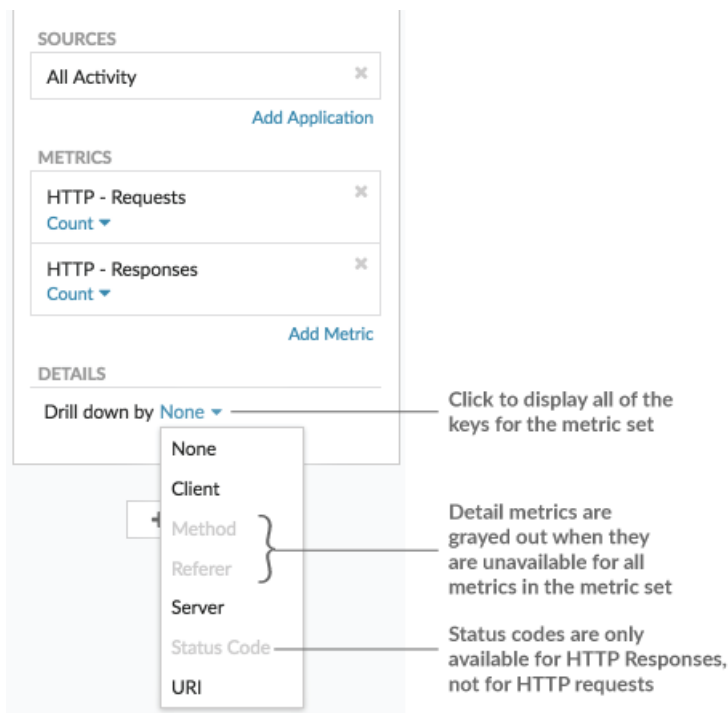 SOURCES
All Activity
Add Application
METRICS
HTTP - Requests
Count
HTTP - Responses
Count
Add Metric
DETAILS
Drill down by None
Click to display all of the
keys for the metric set
None
Client
Method
Referer
Server
Status Code
URI
Detail metrics are
grayed out when they
are unavailable for all
metrics in the metric set
Status codes are only
available for HTTP Responses,
not for HTTP requests